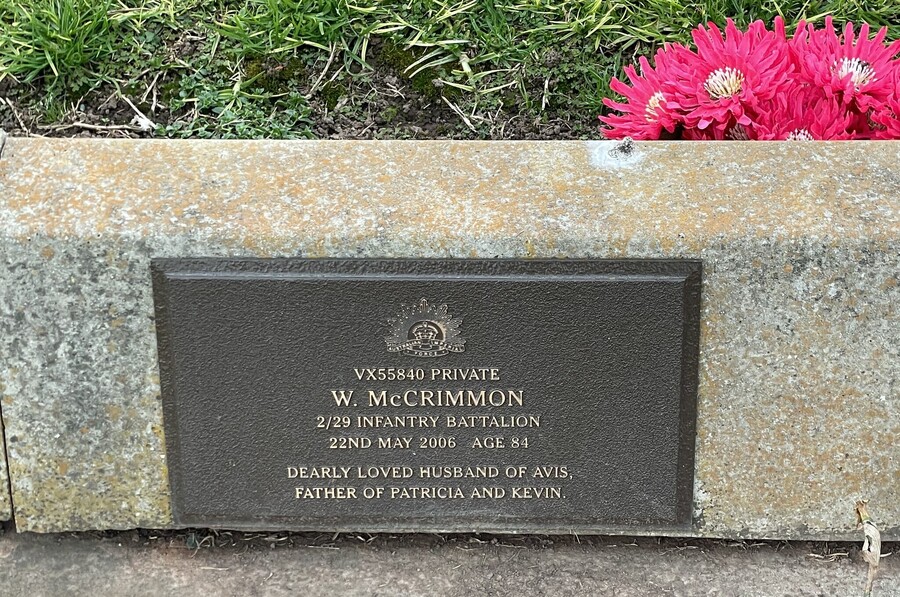 VX55840 PRIVATE
W. McCRIMMON
2/29 INFANTRY BATTALION
22ND MAY 2006 AGE 84
DEARLY LOVED HUSBAND OF AVIS,
FATHER OF PATRICIA AND KEVIN.